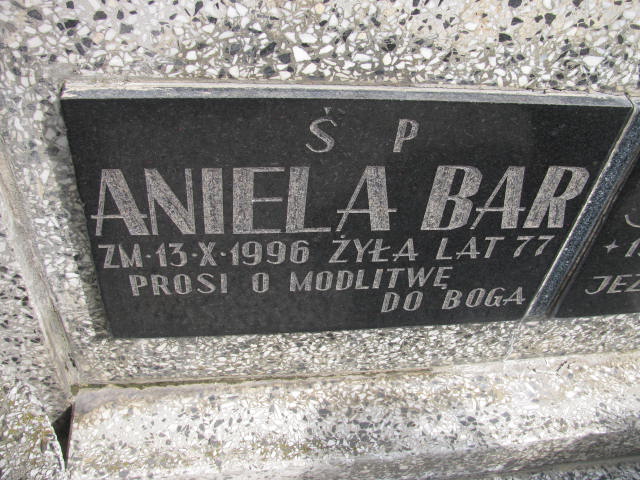 Ś P
ANIELA BAR
ZM·13·X·1996 ŻYŁA LAT 77
PROSI O MODLITWĘ
DO BOGA